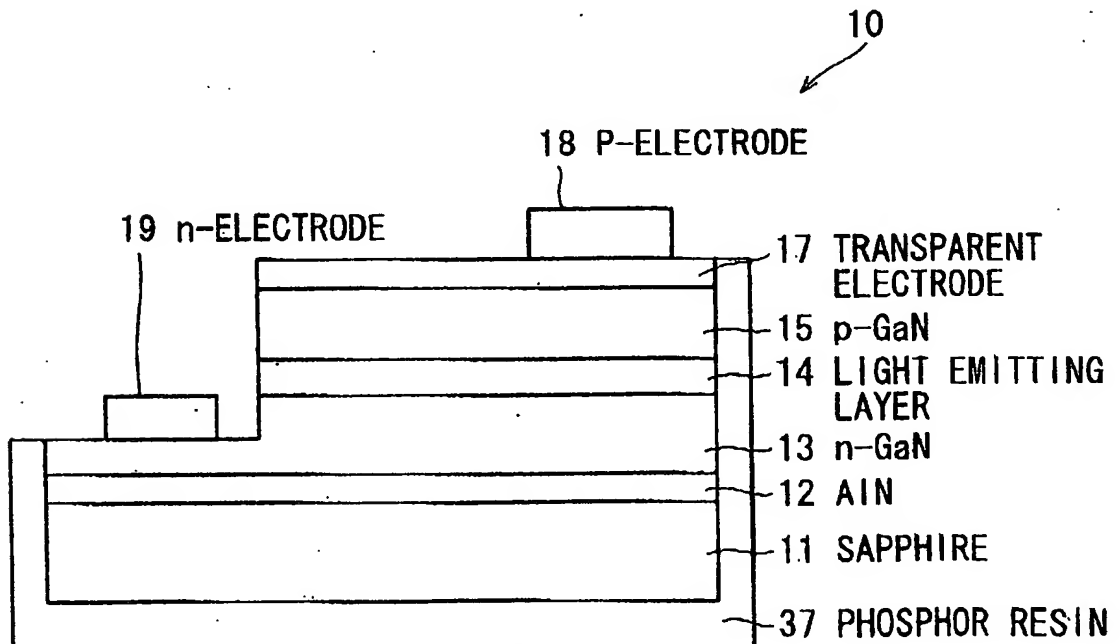 10
18 P-ELECTRODE
19 n-ELECTRODE
17 TRANSPARENT
ELECTRODE
15 p-GaN
14 LIGHT EMITTING
LAYER
13 n-GaN
12 AIN
11 SAPPHIRE
37 PHOSPHOR RESIN